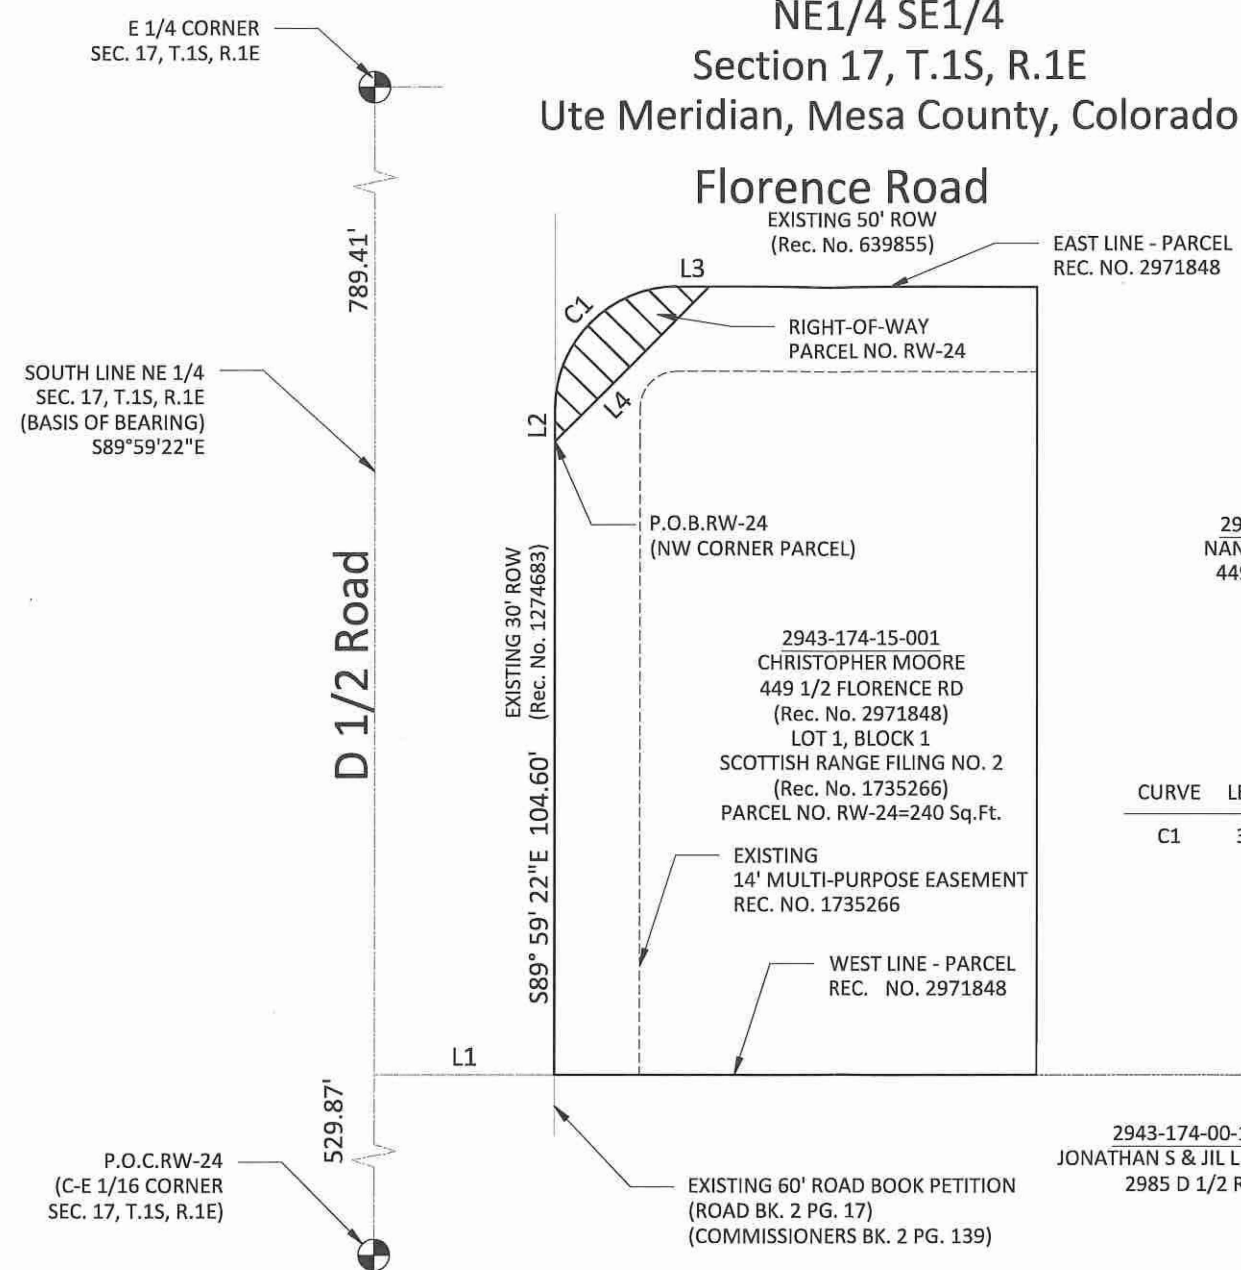 NE1/4 SE1/4
Section 17, T.1S, R.1E
Ute Meridian, Mesa County, Colorado
E 1/4 CORNER
SEC. 17, T.1S, R.1E
Florence Road
EXISTING 50' ROW
(Rec. No. 639855)
EAST LINE - PARCEL
REC. NO. 2971848
789.41'
L3
C1
RIGHT-OF-WAY
PARCEL NO. RW-24
SOUTH LINE NE 1/4
SEC. 17, T.1S, R.1E
(BASIS OF BEARING)
S89°59'22"E
L2
L4
P.O.B.RW-24
(NW CORNER PARCEL)
D 1/2 Road
EXISTING 30' ROW
(Rec. No. 1274683)
S89° 59' 22"E 104.60'
2943-174-15-001
CHRISTOPHER MOORE
449 1/2 FLORENCE RD
(Rec. No. 2971848)
LOT 1, BLOCK 1
SCOTTISH RANGE FILING NO. 2
(Rec. No. 1735266)
PARCEL NO. RW-24=240 Sq.Ft.
CURVE
C1
EXISTING
14' MULTI-PURPOSE EASEMENT
REC. NO. 1735266
WEST LINE - PARCEL
REC. NO. 2971848
L1
529.87'
P.O.C.RW-24
(C-E 1/16 CORNER
SEC. 17, T.1S, R.1E)
EXISTING 60' ROAD BOOK PETITION
(ROAD BK. 2 PG. 17)
(COMMISSIONERS BK. 2 PG. 139)
2943-174-00-
JONATHAN S & JIL L
2985 D 1/2 R